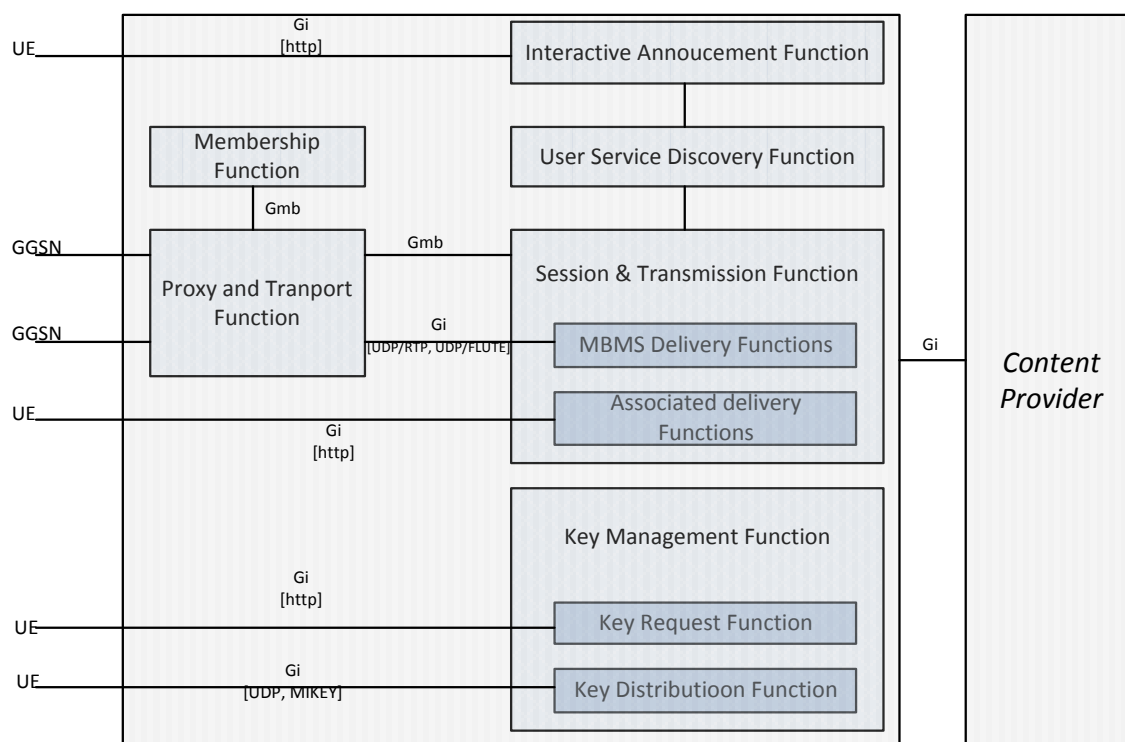 Gi
[http]
UE
Interactive Annoucement Function
Membership
Function
User Service Discovery Function
Gmb
GGSN
Gmb
Proxy and Tranport
Function
Session & Transmission Function
GGSN
Gi
[UDP/RTP, UDP/FLUTE]
MBMS Delivery Functions
Gi
Content
Provider
UE
Associated delivery
Functions
Gi
[http]
Key Management Function
Gi
[http]
UE
Key Request Function
Gi
UE
[UDP, MIKEY]
Key Distributioon Function